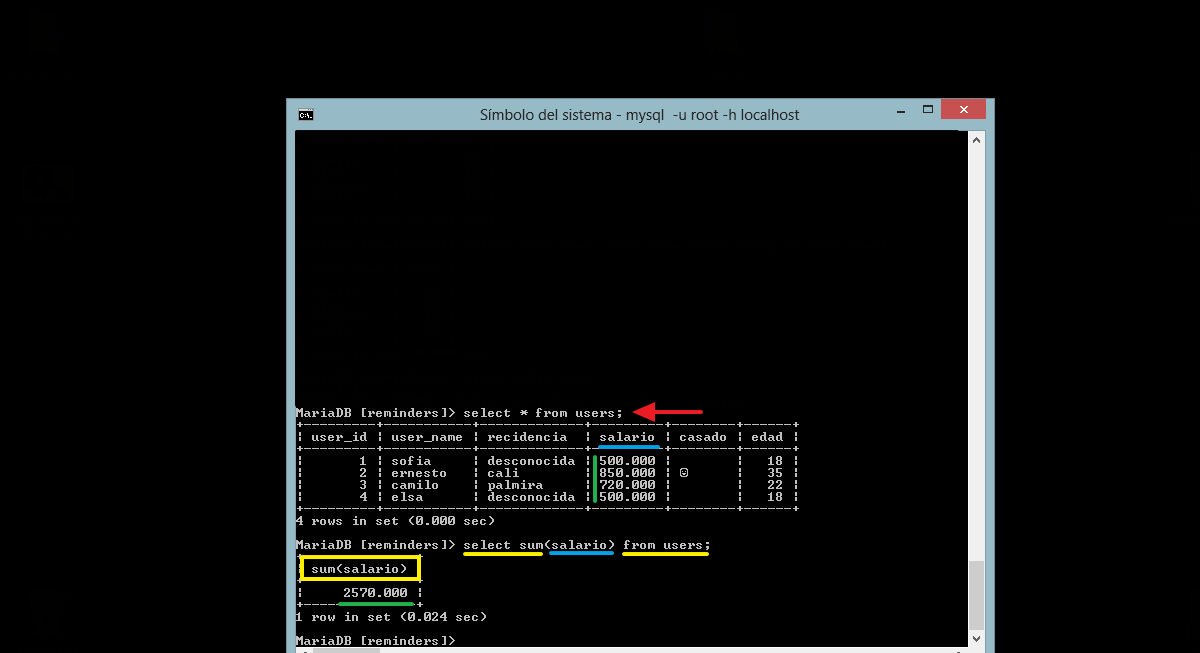 Símbolo del sistema - mysql  -u root -h localhost
MariaDB [reminders]> select * from users;
| user_id | user_name | recidencia | salario | casado | edad |
| 1 | sofia | desconocida | 500.000 | | 18 |
| 2 | ernesto | cali | 850.000 | ☺ | 35 |
| 3 | camilo | palmira | 720.000 | | 22 |
| 4 | elsa | desconocida | 500.000 | | 18 |
4 rows in set (0.000 sec)
MariaDB [reminders]> select sum(salario) from users;
| sum(salario) |
| 2570.000 |
1 row in set (0.024 sec)
MariaDB [reminders]>